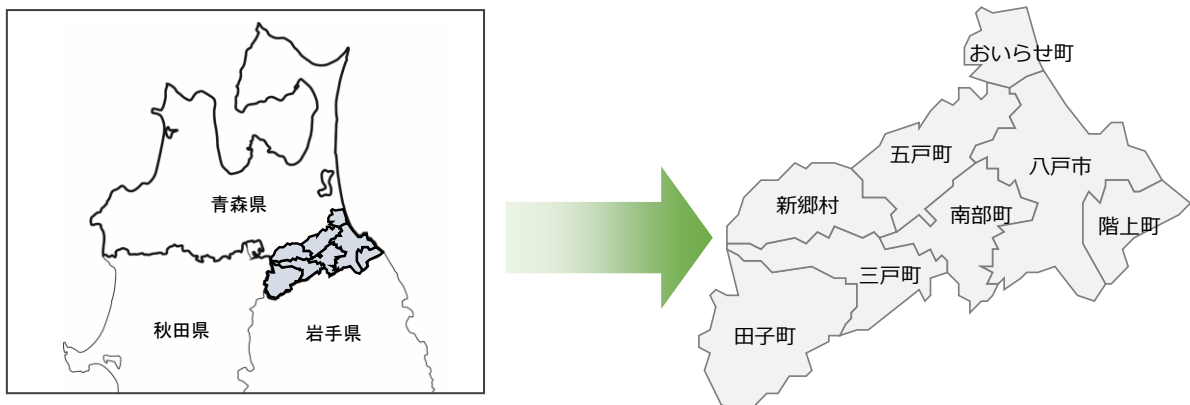 青森県
秋田県
岩手県
おいらせ町
五戸町
八戸市
新郷村
南部町
階上町
三戸町
田子町